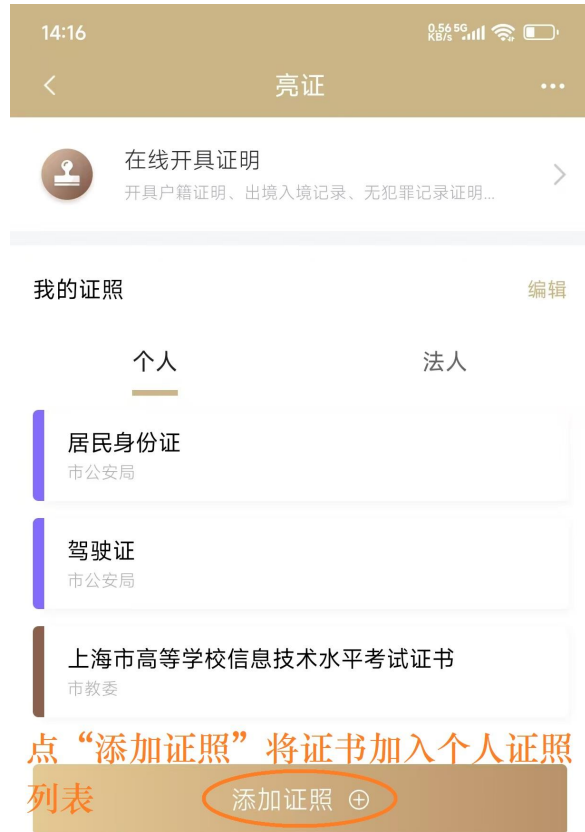 14:16
0.56 KB/s 5G
亮证
在线开具证明
开具户籍证明、出境入境记录、无犯罪记录证明...
我的证照
编辑
个人
法人
居民身份证
市公安局
驾驶证
市公安局
上海市高等学校信息技术水平考试证书
市教委
点“添加证照”将证书加入个人证照
列表
添加证照